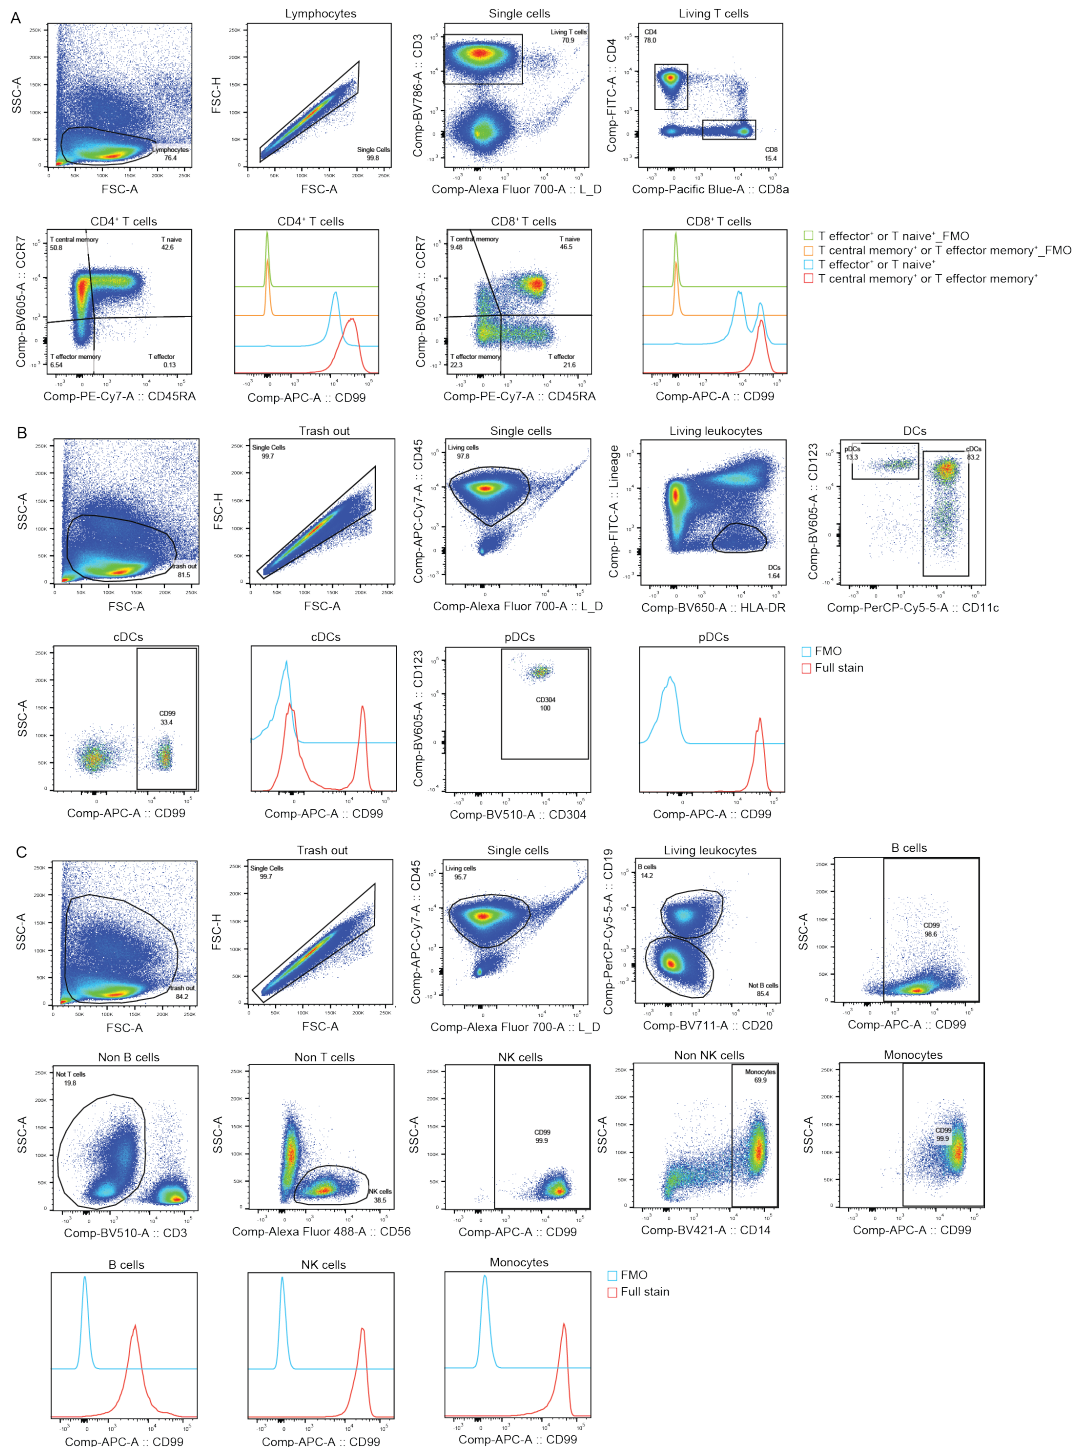 A
Lymphocytes
Single cells
Living T cells
SSC-A
Lymphocytes
76.4
FSC-A
FSC-H
Single Cells
99.8
FSC-A
Comp-BV786-A :: CD3
Living T cells
70.9
Comp-Alexa Fluor 700-A :: L_D
Comp-FITC-A :: CD4
CD4
78.0
CD8
15.4
Comp-Pacific Blue-A :: CD8a
CD4⁺ T cells
CD4⁺ T cells
CD8⁺ T cells
CD8⁺ T cells
Comp-BV605-A :: CCR7
T central memory
50.8
T naive
42.6
T effector memory
6.54
T effector
0.13
Comp-PE-Cy7-A :: CD45RA
Comp-APC-A :: CD99
Comp-BV605-A :: CCR7
T central memory
9.48
T naive
46.5
T effector memory
22.3
T effector
21.6
Comp-PE-Cy7-A :: CD45RA
Comp-APC-A :: CD99
T effector⁺ or T naive⁺_FMO
T central memory⁺ or T effector memory⁺_FMO
T effector⁺ or T naive⁺
T central memory⁺ or T effector memory⁺
B
Trash out
Single cells
Living leukocytes
DCs
SSC-A
trash out
81.5
FSC-A
FSC-H
Single Cells
99.7
FSC-A
Comp-APC-Cy7-A :: CD45
Living cells
97.8
Comp-Alexa Fluor 700-A :: L_D
Comp-FITC-A :: Lineage
DCs
1.64
Comp-BV650-A :: HLA-DR
Comp-BV605-A :: CD123
pDCs
13.3
cDCs
83.2
Comp-PerCP-Cy5-5-A :: CD11c
cDCs
cDCs
pDCs
pDCs
SSC-A
CD99
33.4
Comp-APC-A :: CD99
Comp-APC-A :: CD99
Comp-BV605-A :: CD123
CD304
100
Comp-BV510-A :: CD304
Comp-APC-A :: CD99
FMO
Full stain
C
Trash out
Single cells
Living leukocytes
B cells
SSC-A
trash out
84.2
FSC-A
FSC-H
Single Cells
99.7
FSC-A
Comp-APC-Cy7-A :: CD45
Living cells
95.7
Comp-Alexa Fluor 700-A :: L_D
Comp-PerCP-Cy5-5-A :: CD19
B cells
14.2
Not B cells
85.4
Comp-BV711-A :: CD20
SSC-A
CD99
98.6
Comp-APC-A :: CD99
Non B cells
Non T cells
NK cells
Non NK cells
Monocytes
SSC-A
Not T cells
19.8
Comp-BV510-A :: CD3
SSC-A
NK cells
38.5
Comp-Alexa Fluor 488-A :: CD56
SSC-A
CD99
99.9
Comp-APC-A :: CD99
SSC-A
Monocytes
69.9
Comp-BV421-A :: CD14
SSC-A
CD99
99.9
Comp-APC-A :: CD99
B cells
NK cells
Monocytes
Comp-APC-A :: CD99
Comp-APC-A :: CD99
Comp-APC-A :: CD99
FMO
Full stain